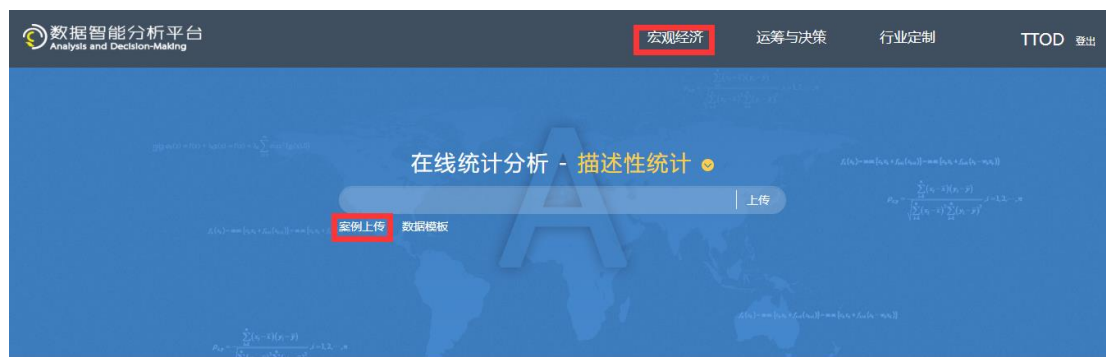 数据智能分析平台
Analysis and Decision-Making
宏观经济 运筹与决策 行业定制 TTOD 登出
在线统计分析 - 描述性统计
上传
案例上传 数据模板